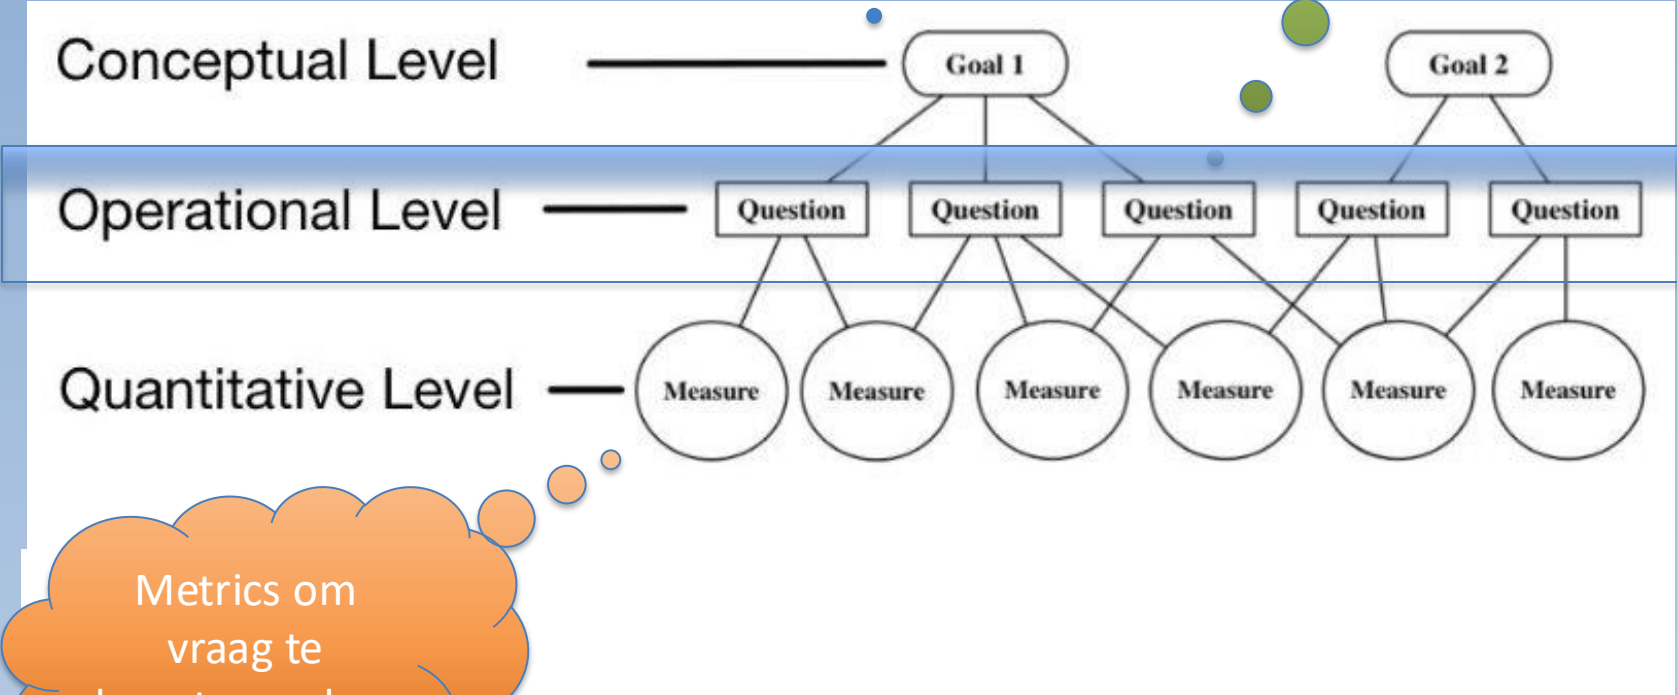 Conceptual Level
Goal 1
Goal 2
Operational Level
Question
Question
Question
Question
Question
Quantitative Level
Measure
Measure
Measure
Measure
Measure
Measure
Metrics om
vraag te